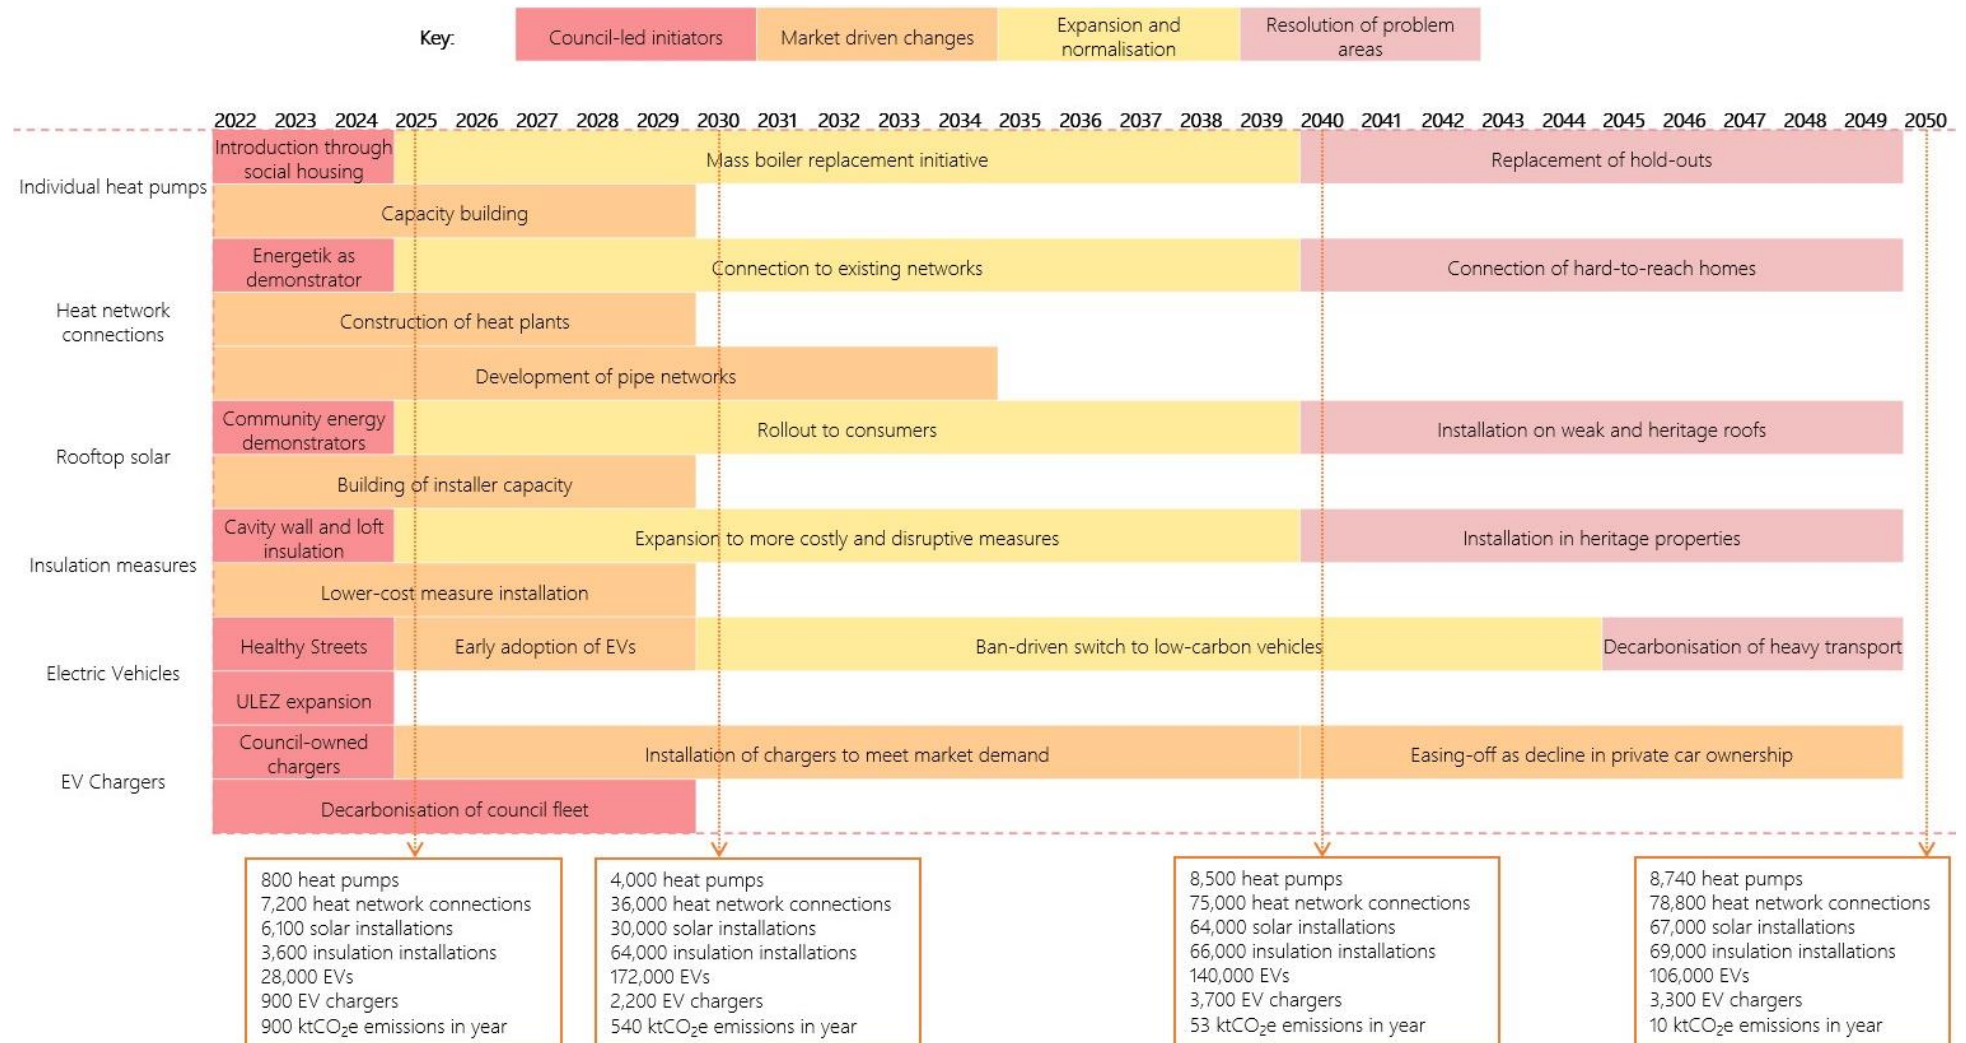 Key:
Council-led initiators
Market driven changes
Expansion and
normalisation
Resolution of problem
areas
2022 2023 2024 2025 2026 2027 2028 2029 2030 2031 2032 2033 2034 2035 2036 2037 2038 2039 2040 2041 2042 2043 2044 2045 2046 2047 2048 2049 2050
Individual heat pumps
Introduction through
social housing
Mass boiler replacement initiative
Replacement of hold-outs
Capacity building
Heat network
connections
Energetik as
demonstrator
Connection to existing networks
Connection of hard-to-reach homes
Construction of heat plants
Development of pipe networks
Rooftop solar
Community energy
demonstrators
Rollout to consumers
Installation on weak and heritage roofs
Building of installer capacity
Insulation measures
Cavity wall and loft
insulation
Expansion to more costly and disruptive measures
Installation in heritage properties
Lower-cost measure installation
Electric Vehicles
Healthy Streets
Early adoption of EVs
Ban-driven switch to low-carbon vehicles
Decarbonisation of heavy transport
ULEZ expansion
EV Chargers
Council-owned
chargers
Installation of chargers to meet market demand
Easing-off as decline in private car ownership
Decarbonisation of council fleet
800 heat pumps
7,200 heat network connections
6,100 solar installations
3,600 insulation installations
28,000 EVs
900 EV chargers
900 ktCO₂e emissions in year
4,000 heat pumps
36,000 heat network connections
30,000 solar installations
64,000 insulation installations
172,000 EVs
2,200 EV chargers
540 ktCO₂e emissions in year
8,500 heat pumps
75,000 heat network connections
64,000 solar installations
66,000 insulation installations
140,000 EVs
3,700 EV chargers
53 ktCO₂e emissions in year
8,740 heat pumps
78,800 heat network connections
67,000 solar installations
69,000 insulation installations
106,000 EVs
3,300 EV chargers
10 ktCO₂e emissions in year